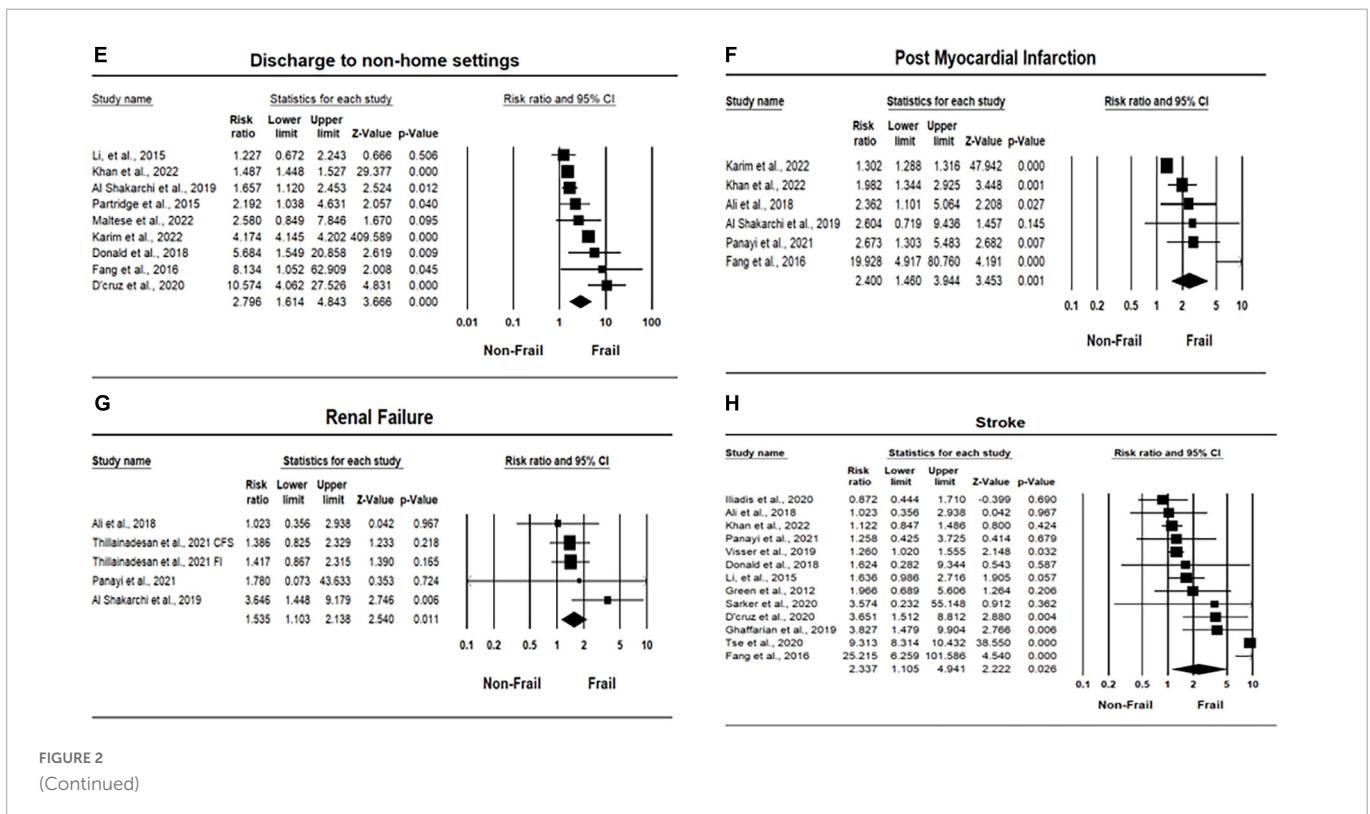 E
Discharge to non-home settings
Study name Statistics for each study Risk ratio and 95% CI
Risk Lower Upper
ratio limit limit Z-Value p-Value
Li, et al., 2015 1.227 0.672 2.243 0.666 0.506
Khan et al., 2022 1.487 1.448 1.527 29.377 0.000
Al Shakarchi et al., 2019 1.657 1.120 2.453 2.524 0.012
Partridge et al., 2015 2.192 1.038 4.631 2.057 0.040
Maltese et al., 2022 2.580 0.849 7.846 1.670 0.095
Karim et al., 2022 4.174 4.145 4.202 409.589 0.000
Donald et al., 2018 5.684 1.549 20.858 2.619 0.009
Fang et al., 2016 8.134 1.052 62.909 2.008 0.045
D'cruz et al., 2020 10.574 4.062 27.526 4.831 0.000
2.796 1.614 4.843 3.666 0.000
0.01 0.1 1 10 100
Non-Frail Frail
F
Post Myocardial Infarction
Study name Statistics for each study Risk ratio and 95% CI
Risk Lower Upper
ratio limit limit Z-Value p-Value
Karim et al., 2022 1.302 1.288 1.316 47.942 0.000
Khan et al., 2022 1.982 1.344 2.925 3.448 0.001
Ali et al., 2018 2.362 1.101 5.064 2.208 0.027
Al Shakarchi et al., 2019 2.604 0.719 9.436 1.457 0.145
Panayi et al., 2021 2.673 1.303 5.483 2.682 0.007
Fang et al., 2016 19.928 4.917 80.760 4.191 0.000
2.400 1.460 3.944 3.453 0.001
0.1 0.2 0.5 1 2 5 10
Non-Frail Frail
G
Renal Failure
Study name Statistics for each study Risk ratio and 95% CI
Risk Lower Upper
ratio limit limit Z-Value p-Value
Ali et al., 2018 1.023 0.356 2.938 0.042 0.967
Thillainadesan et al., 2021 CFS 1.386 0.825 2.329 1.233 0.218
Thillainadesan et al., 2021 FI 1.417 0.867 2.315 1.390 0.165
Panayi et al., 2021 1.780 0.073 43.633 0.353 0.724
Al Shakarchi et al., 2019 3.646 1.448 9.179 2.746 0.006
1.535 1.103 2.138 2.540 0.011
0.1 0.2 0.5 1 2 5 10
Non-Frail Frail
H
Stroke
Study name Statistics for each study Risk ratio and 95% CI
Risk Lower Upper
ratio limit limit Z-Value p-Value
Iliadis et al., 2020 0.872 0.444 1.710 -0.399 0.690
Ali et al., 2018 1.023 0.356 2.938 0.042 0.967
Khan et al., 2022 1.122 0.847 1.486 0.800 0.424
Panayi et al., 2021 1.258 0.425 3.725 0.414 0.679
Visser et al., 2019 1.260 1.020 1.555 2.148 0.032
Donald et al., 2018 1.624 0.282 9.344 0.543 0.587
Li, et al., 2015 1.636 0.986 2.716 1.905 0.057
Green et al., 2012 1.966 0.689 5.606 1.264 0.206
Sarker et al., 2020 3.574 0.232 55.148 0.912 0.362
D'cruz et al., 2020 3.651 1.512 8.812 2.880 0.004
Ghaffarian et al., 2019 3.827 1.479 9.904 2.766 0.006
Tse et al., 2020 9.313 8.314 10.432 38.550 0.000
Fang et al., 2016 25.215 6.259 101.586 4.540 0.000
2.337 1.105 4.941 2.222 0.026
0.1 0.2 0.5 1 2 5 10
Non-Frail Frail
FIGURE 2
(Continued)